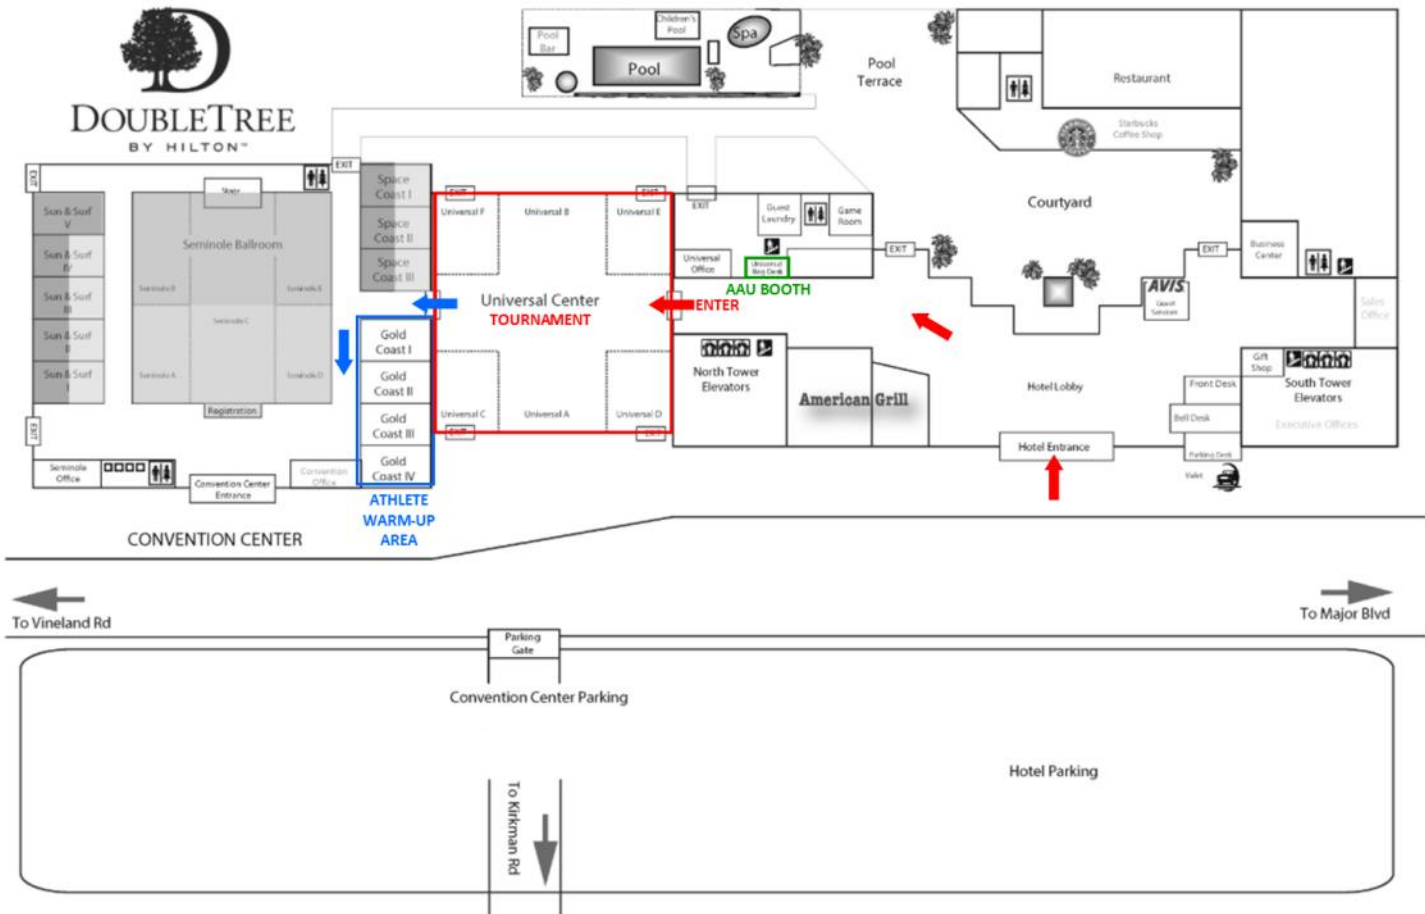 DOUBLETREE
BY HILTON™
Pool
Bar
Children's
Pool
Spa
Pool
Pool
Terrace
Restaurant
Starbucks
Coffee Shop
Courtyard
EXIT
EXIT
Sun & Surf
V
Sun & Surf
IV
Sun & Surf
III
Sun & Surf
II
Sun & Surf
I
EXIT
Stage
Seminole Ballroom
Seminole B
Seminole E
Seminole C
Seminole A
Seminole D
Registration
Space
Coast I
Space
Coast II
Space
Coast III
Gold
Coast I
Gold
Coast II
Gold
Coast III
Gold
Coast IV
EXIT
EXIT
Universal F
Universal B
Universal E
Universal Center
TOURNAMENT
Universal C
Universal A
Universal D
EXIT
EXIT
EXIT
Guest
Laundry
Game
Room
Universal
Office
Universal
Bag Desk
AAU BOOTH
ENTER
EXIT
EXIT
Business
Center
AVIS
Guest
Services
Sales
Office
North Tower
Elevators
American Grill
Hotel Lobby
Gift
Shop
Front Desk
South Tower
Elevators
Bell Desk
Executive Offices
Hotel Entrance
Parking Desk
Valet
Seminole
Office
Convention Center
Entrance
Convention
Office
ATHLETE
WARM-UP
AREA
CONVENTION CENTER
To Vineland Rd
To Major Blvd
Parking
Gate
Convention Center Parking
Hotel Parking
To Kirkman Rd